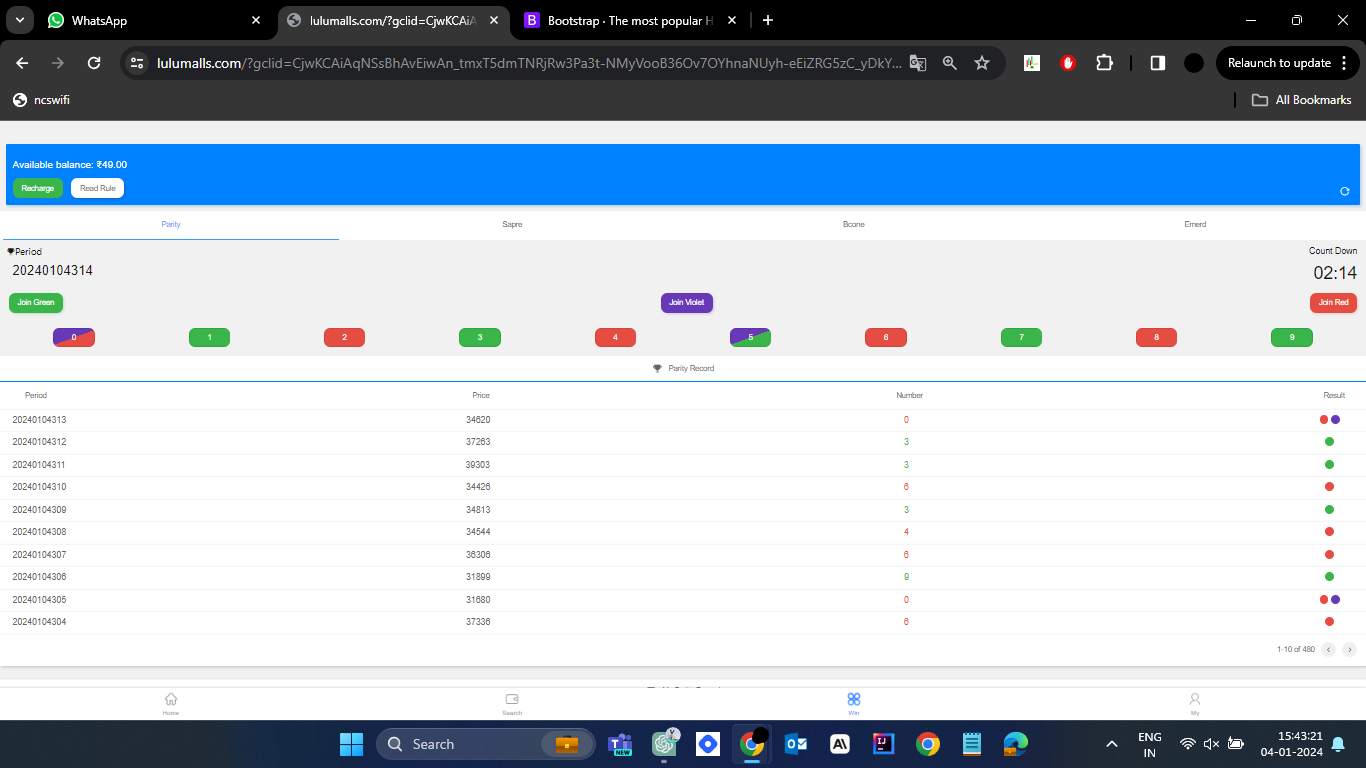 WhatsApp
lulumalls.com/?gclid=CjwKCAiA
Bootstrap · The most popular H
lulumalls.com/?gclid=CjwKCAiAqNSsBhAvEiwAn_tmxT5dmTNRjRw3Pa3t-NMyVooB36Ov7OYhnaNUyh-eEiZRG5zC_yDkY...
Relaunch to update
ncswifi
All Bookmarks
Available balance: ₹49.00
Recharge
Read Rule
Parity Sapre Bcone Emerd
Period
Count Down
20240104314
02:14
Join Green
Join Violet
Join Red
0 1 2 3 4 5 6 7 8 9
Parity Record
Period Price Number Result
20240104313 34620 0
20240104312 37263 3
20240104311 39303 3
20240104310 34426 6
20240104309 34813 3
20240104308 34544 4
20240104307 36306 6
20240104306 31899 9
20240104305 31680 0
20240104304 37336 6
1-10 of 480
Home Search Win My
Search
NEW
ENG
IN
15:43:21
04-01-2024